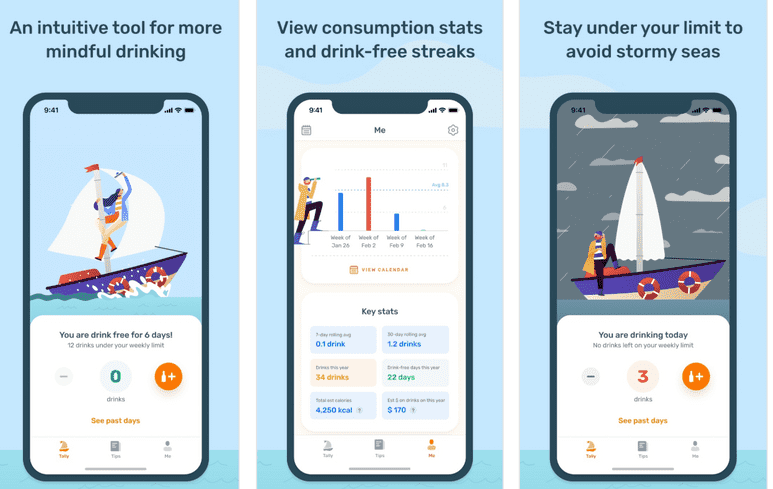 An intuitive tool for more
mindful drinking
9:41
You are drink free for 6 days!
12 drinks under your weekly limit
0
drinks
See past days
Tally
Tips
Me
View consumption stats
and drink-free streaks
9:41
Me
Week of
Jan 26
Week of
Feb 2
Week of
Feb 9
Week of
Feb 16
VIEW CALENDAR
Key stats
7-day rolling avg
0.1 drink
30-day rolling avg
1.2 drinks
Drinks this year
34 drinks
Drink-free days this year
22 days
Total est calories
4,250 kcal ?
Est $ on drinks on this year
$ 170 ?
Tally
Tips
Me
Stay under your limit to
avoid stormy seas
9:41
You are drinking today
No drinks left on your weekly limit
3
drinks
See past days
Tally
Tips
Me